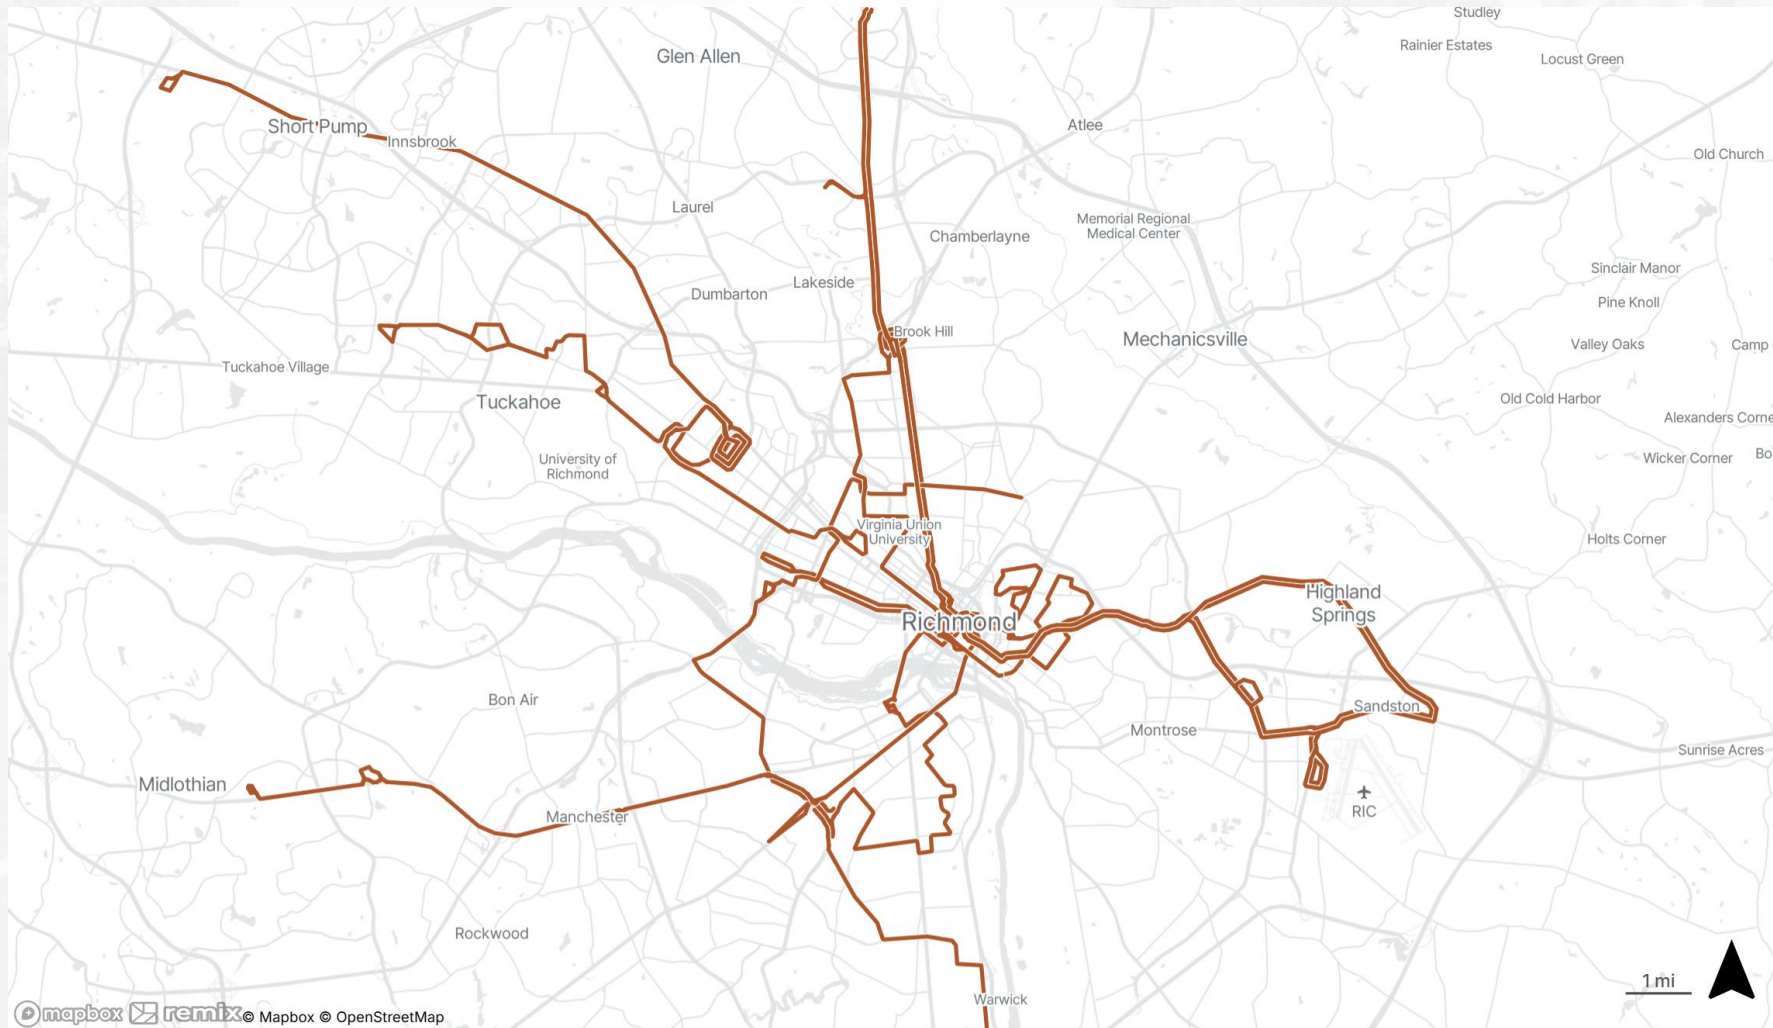 Studley
Glen Allen
Rainier Estates
Locust Green
Short Pump
Innsbrook
Atlee
Old Church
Laurel
Memorial Regional
Medical Center
Chamberlayne
Sinclair Manor
Dumbarton
Lakeside
Pine Knoll
Brook Hill
Mechanicsville
Valley Oaks
Camp
Tuckahoe Village
Tuckahoe
Old Cold Harbor
Alexanders Corne
University of
Richmond
Wicker Corner
Bo
Virginia Union
University
Holts Corner
Highland
Springs
Richmond
Bon Air
Sandston
Montrose
Sunrise Acres
Midlothian
Manchester
RIC
Rockwood
1 mi
Warwick
mapbox remix © Mapbox © OpenStreetMap